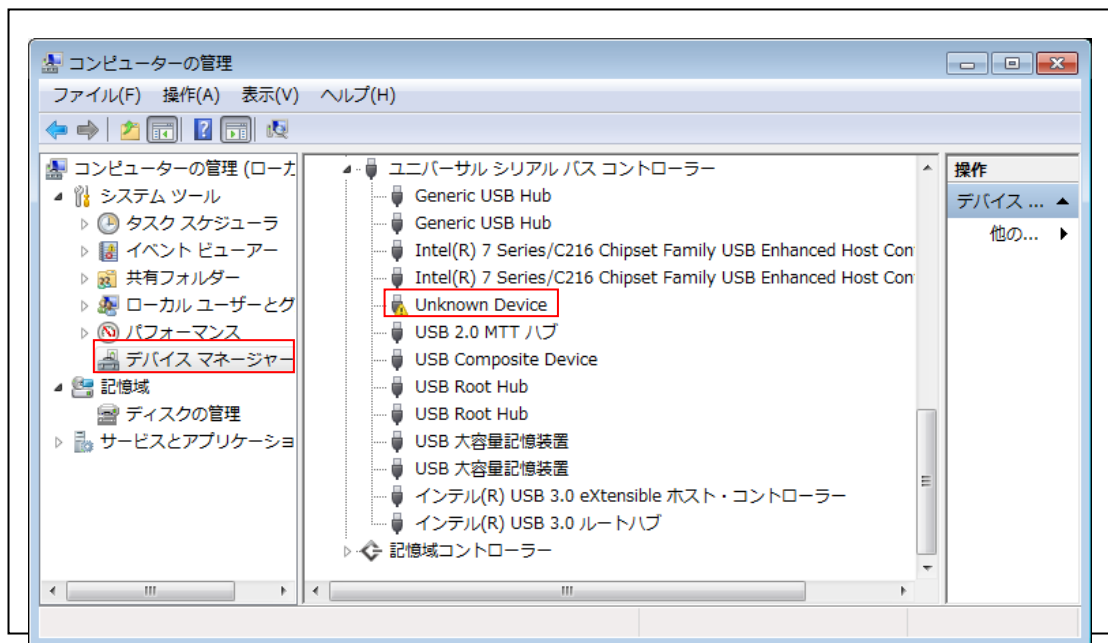 コンピューターの管理
ファイル(F) 操作(A) 表示(V) ヘルプ(H)
コンピューターの管理 (ローカ
システム ツール
タスク スケジューラ
イベント ビューアー
共有フォルダー
ローカル ユーザーとグ
パフォーマンス
デバイス マネージャー
記憶域
ディスクの管理
サービスとアプリケーショ
ユニバーサル シリアル バス コントローラー
Generic USB Hub
Generic USB Hub
Intel(R) 7 Series/C216 Chipset Family USB Enhanced Host Con
Intel(R) 7 Series/C216 Chipset Family USB Enhanced Host Con
Unknown Device
USB 2.0 MTT ハブ
USB Composite Device
USB Root Hub
USB Root Hub
USB 大容量記憶装置
USB 大容量記憶装置
インテル(R) USB 3.0 eXtensible ホスト・コントローラー
インテル(R) USB 3.0 ルートハブ
記憶域コントローラー
操作
デバイス ...
他の...